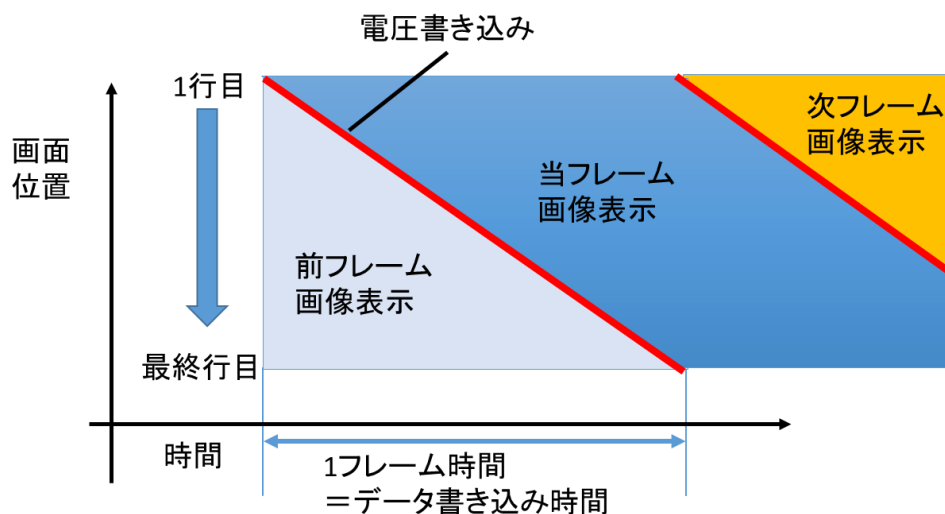 電圧書き込み
1行目
画面
位置
次フレーム
画像表示
当フレーム
画像表示
前フレーム
画像表示
最終行目
時間
1フレーム時間
＝データ書き込み時間